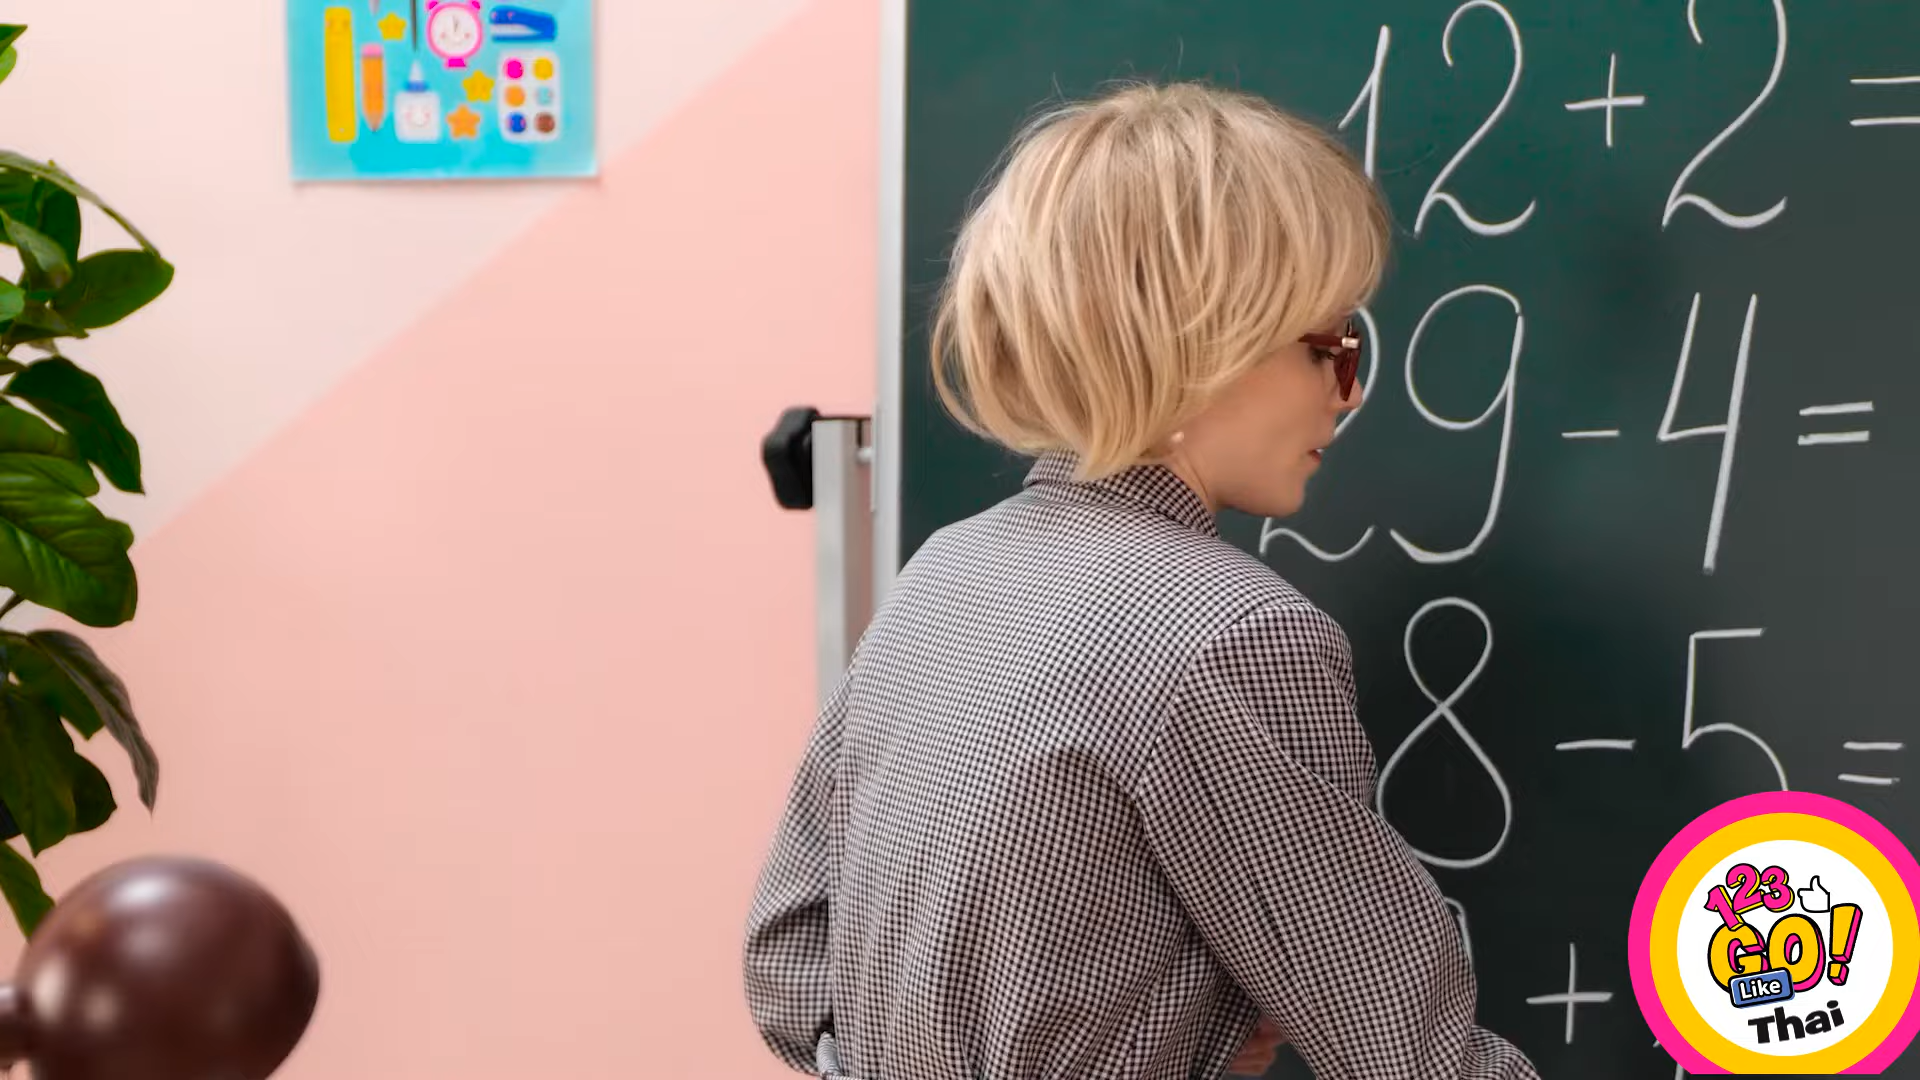 12 + 2 =
29 - 4 =
8 - 5 =
+
123
GO!
Like
Thai